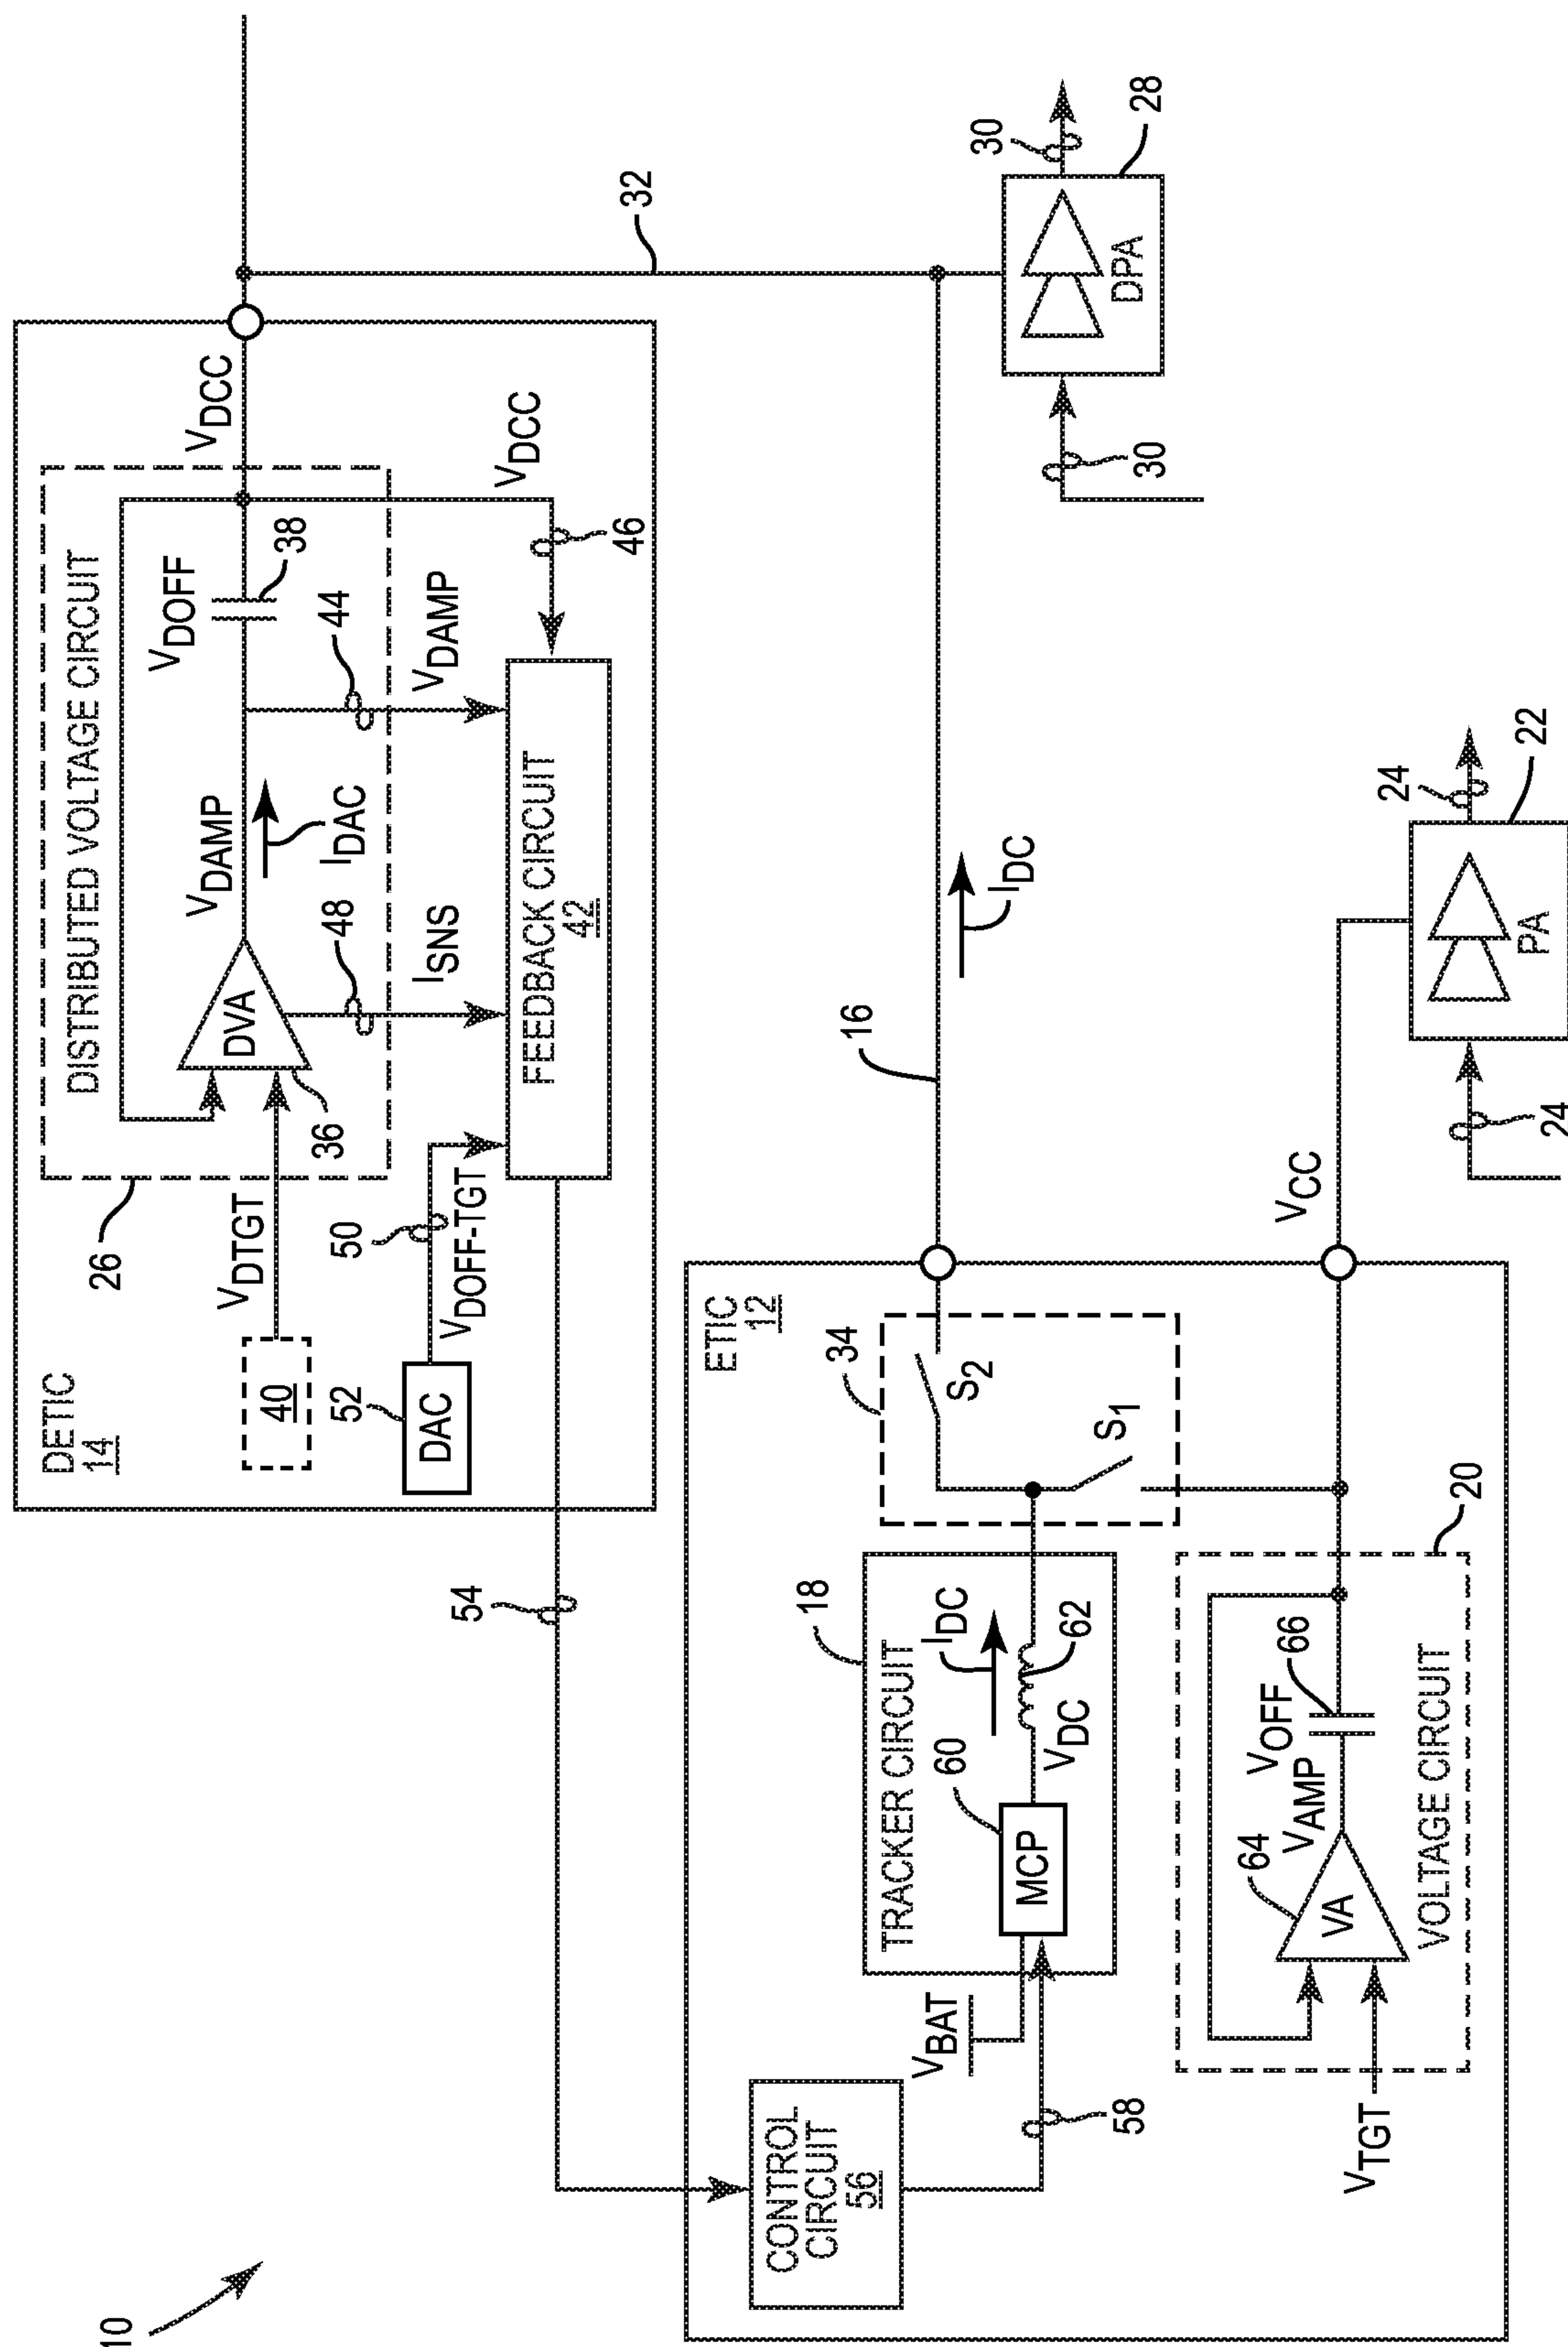 10
DETIC
14
26
DISTRIBUTED VOLTAGE CIRCUIT
VDTGT
40
DVA
36
VDAMP
IDAC
VDOFF
38
VDCC
VDCC
46
44
VDAMP
48
ISNS
50
VDOFF-TGT
52
DAC
FEEDBACK CIRCUIT
42
32
54
ETIC
12
34
S2
S1
16
IDC
DPA
28
30
30
CONTROL
CIRCUIT
56
58
VBAT
18
TRACKER CIRCUIT
60
MCP
VDC
IDC
62
VCC
PA
22
24
24
20
VOLTAGE CIRCUIT
64
VA
VAMP
VOFF
66
VTGT